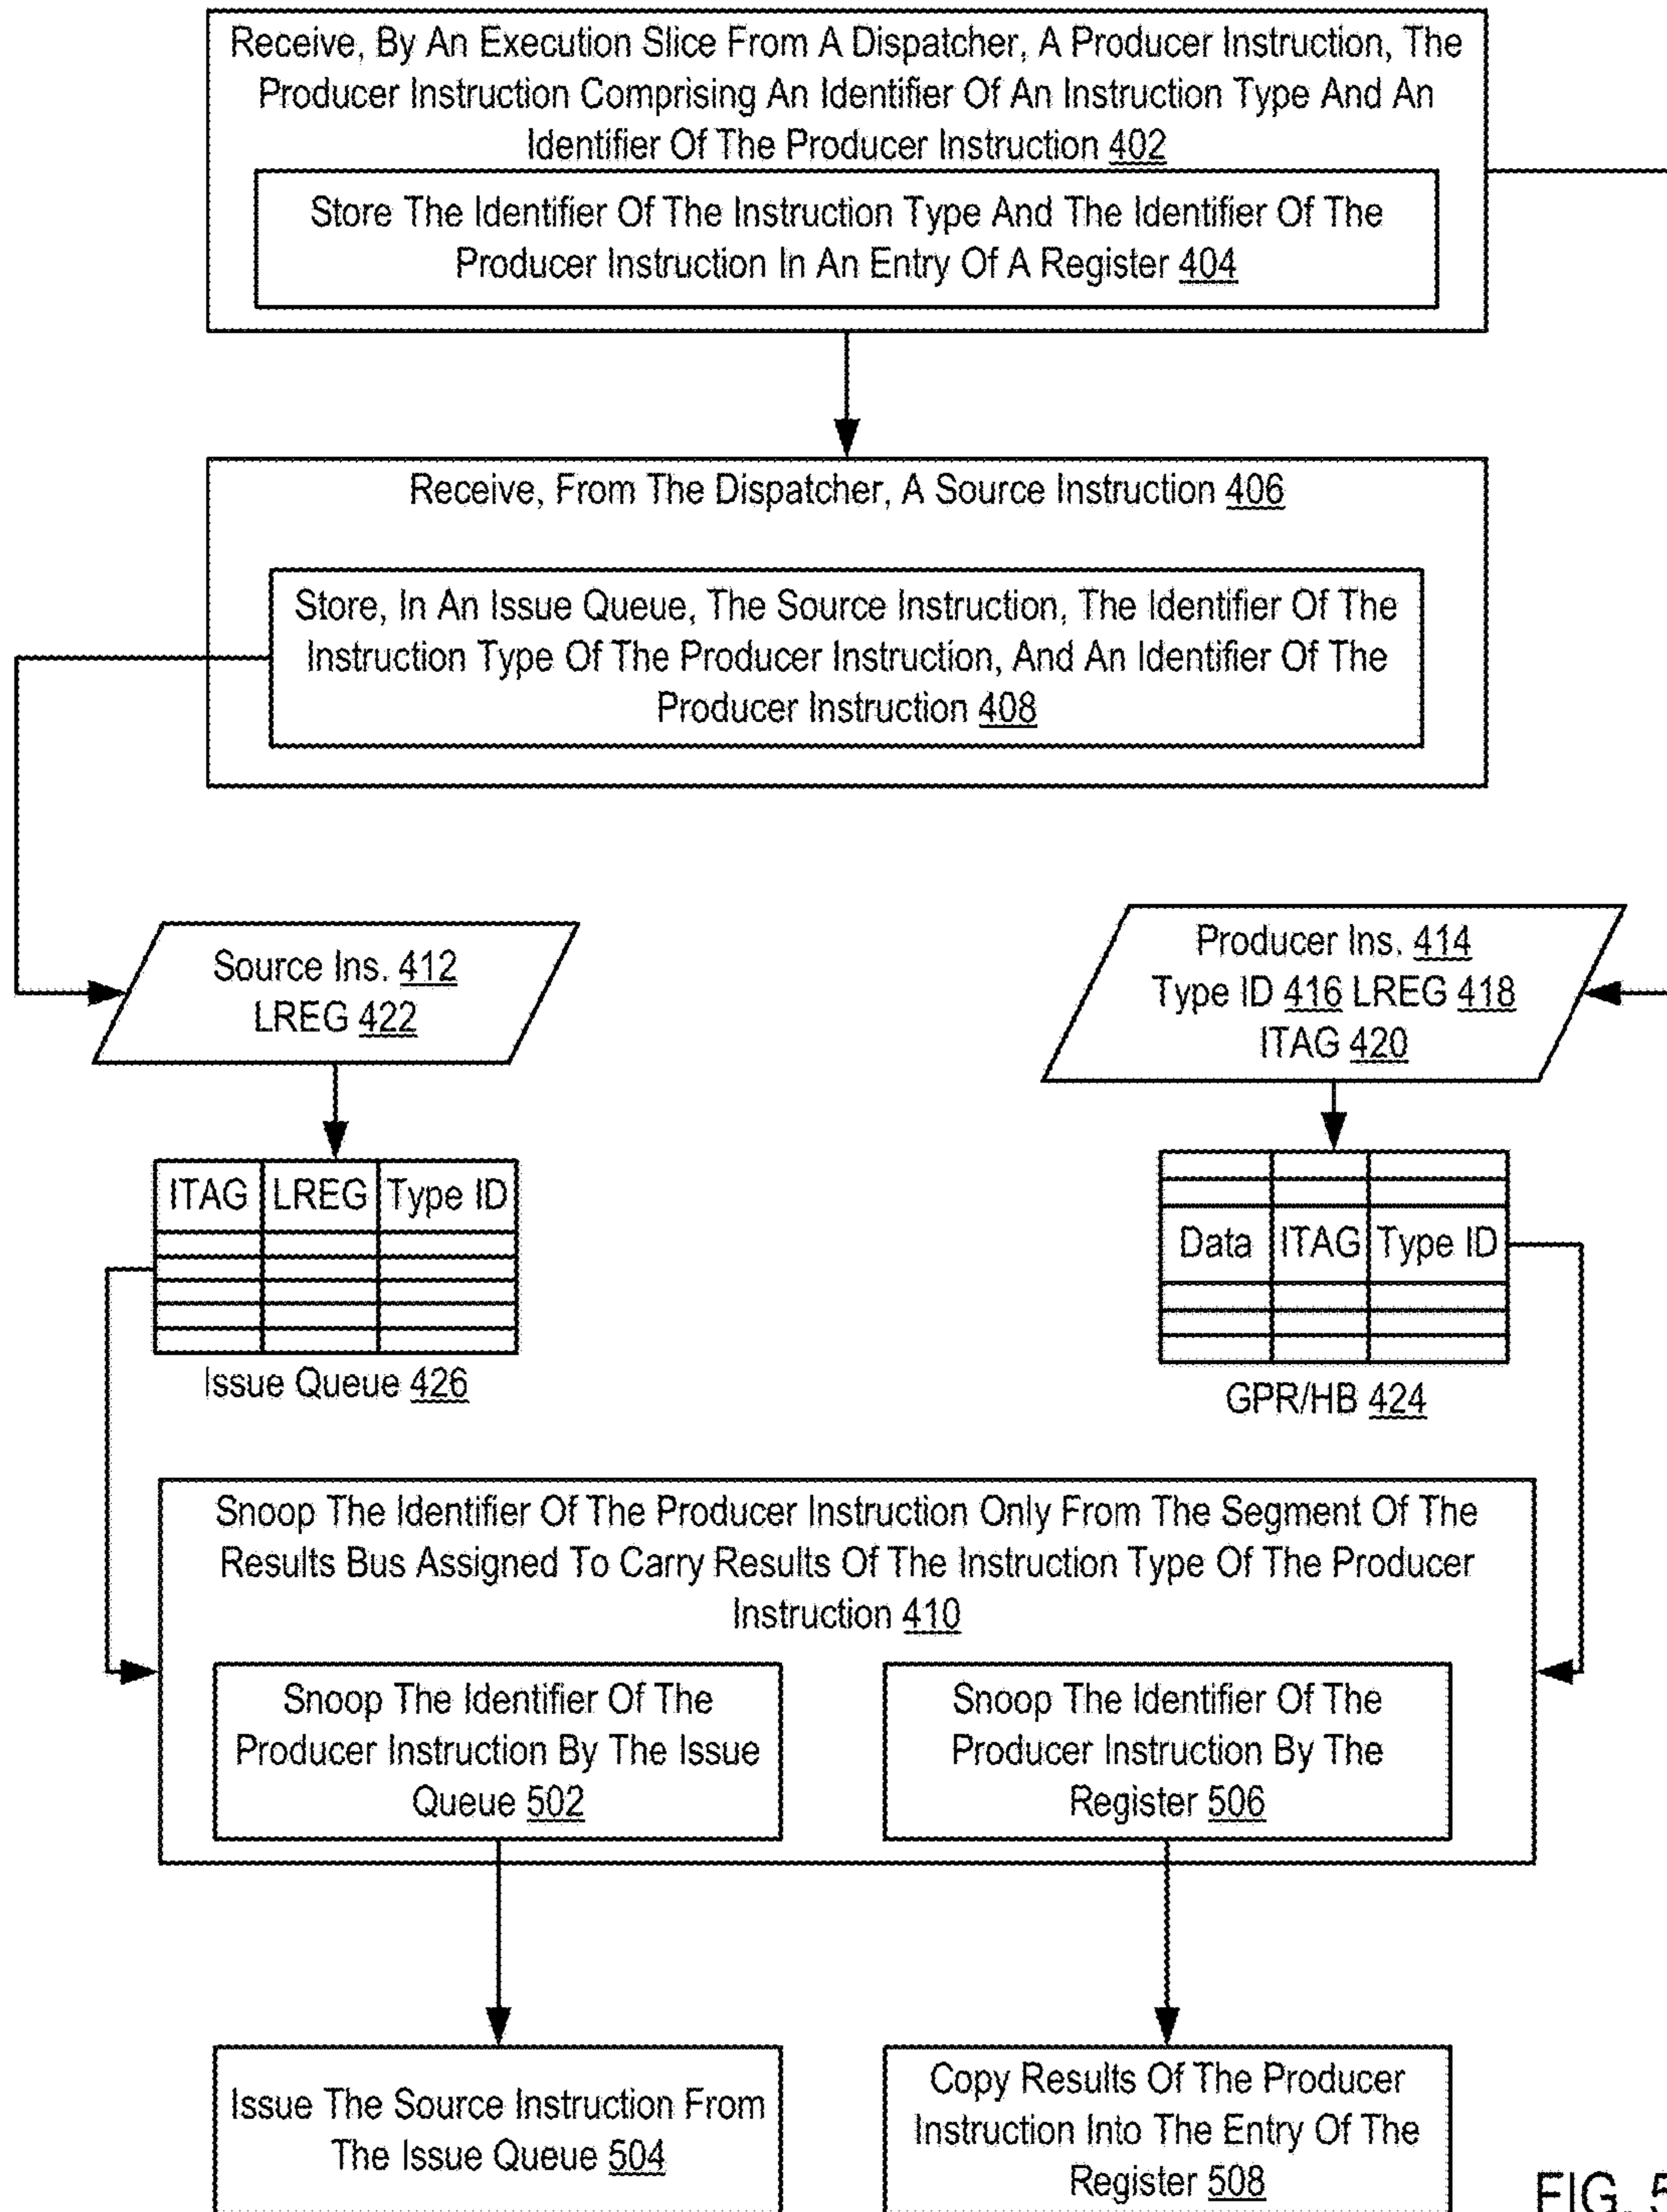 Receive, By An Execution Slice From A Dispatcher, A Producer Instruction, The
Producer Instruction Comprising An Identifier Of An Instruction Type And An
Identifier Of The Producer Instruction 402
Store The Identifier Of The Instruction Type And The Identifier Of The
Producer Instruction In An Entry Of A Register 404
Receive, From The Dispatcher, A Source Instruction 406
Store, In An Issue Queue, The Source Instruction, The Identifier Of The
Instruction Type Of The Producer Instruction, And An Identifier Of The
Producer Instruction 408
Source Ins. 412
LREG 422
Producer Ins. 414
Type ID 416 LREG 418
ITAG 420
ITAG LREG Type ID
Issue Queue 426
Data ITAG Type ID
GPR/HB 424
Snoop The Identifier Of The Producer Instruction Only From The Segment Of The
Results Bus Assigned To Carry Results Of The Instruction Type Of The Producer
Instruction 410
Snoop The Identifier Of The
Producer Instruction By The Issue
Queue 502
Snoop The Identifier Of The
Producer Instruction By The
Register 506
Issue The Source Instruction From
The Issue Queue 504
Copy Results Of The Producer
Instruction Into The Entry Of The
Register 508
FIG. 5